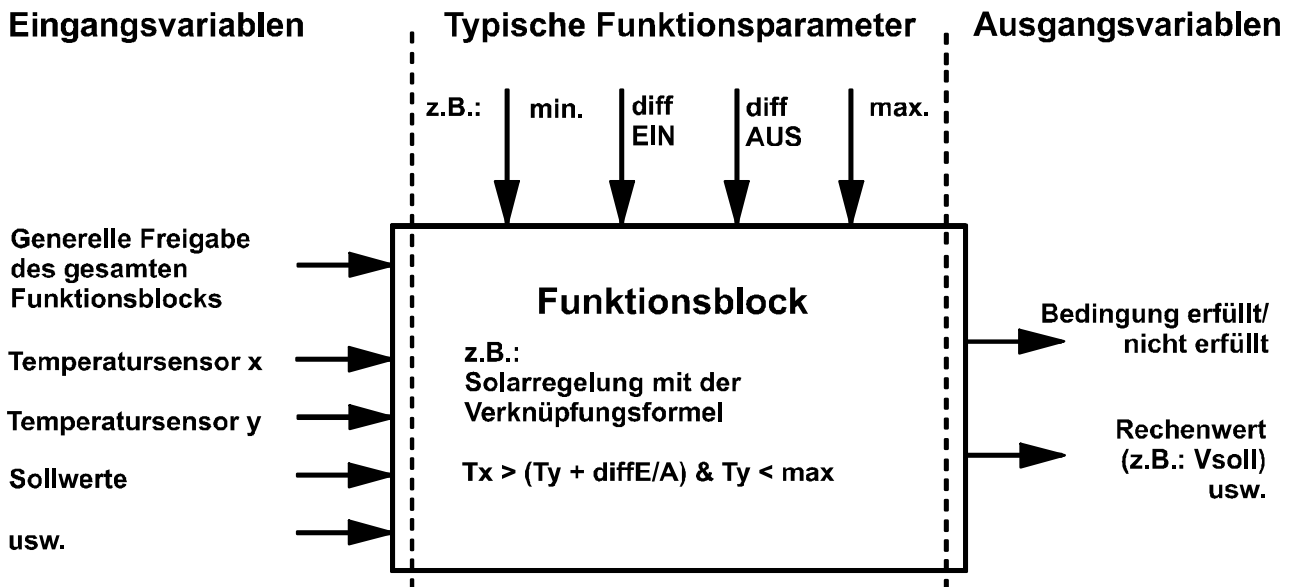 Eingangsvariablen
Typische Funktionsparameter
Ausgangsvariablen
z.B.:
min.
diff
EIN
diff
AUS
max.
Generelle Freigabe
des gesamten
Funktionsblocks
Temperatursensor x
Temperatursensor y
Sollwerte
usw.
Funktionsblock
z.B.:
Solarregelung mit der
Verknüpfungsformel
Tx > (Ty + diffE/A) & Ty < max
Bedingung erfüllt/
nicht erfüllt
Rechenwert
(z.B.: Vsoll)
usw.